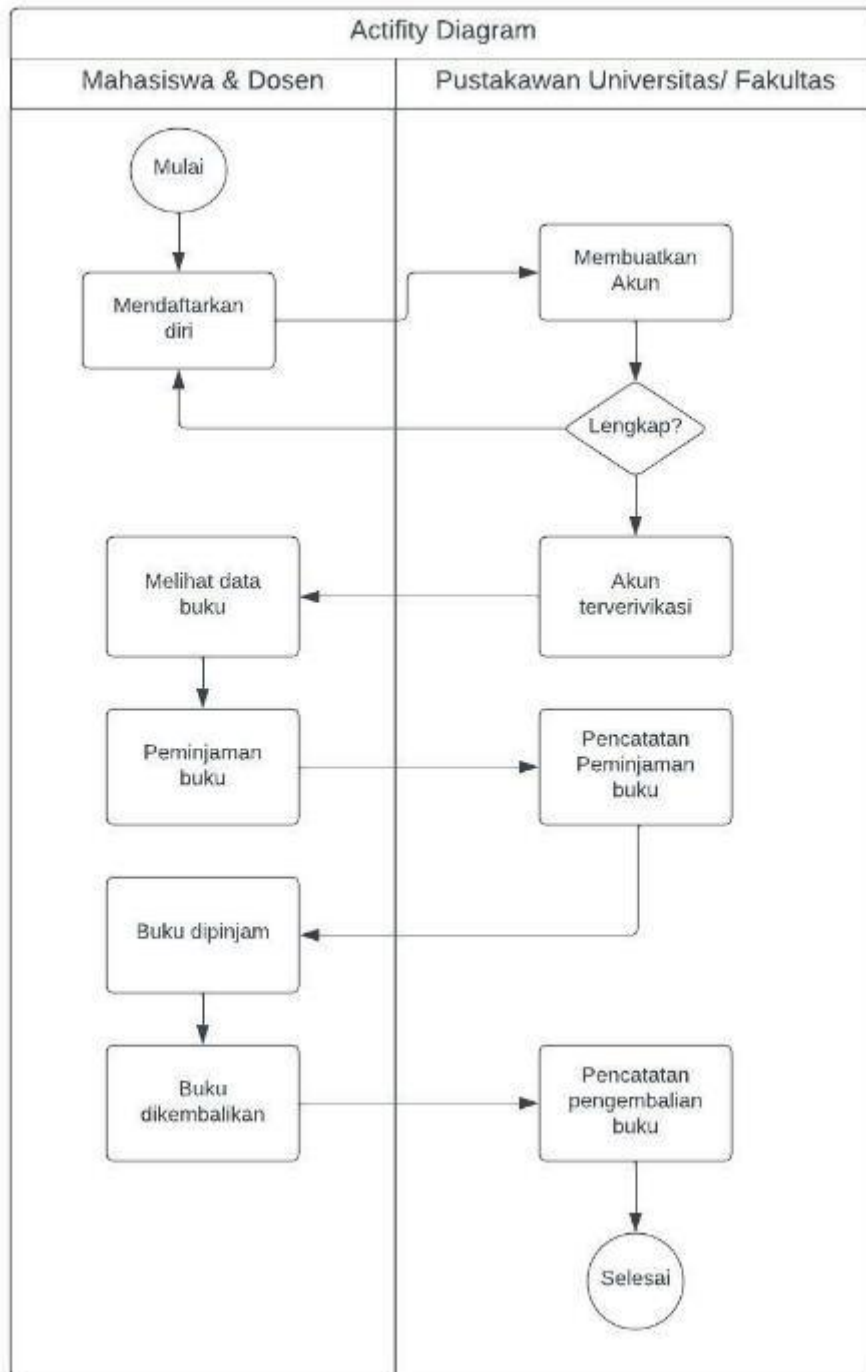 Actifity Diagram
Mahasiswa & Dosen
Pustakawan Universitas/ Fakultas
Mulai
Membuatkan
Akun
Mendaftarkan
diri
Lengkap?
Melihat data
buku
Akun
terverivikasi
Peminjaman
buku
Pencatatan
Peminjaman
buku
Buku dipinjam
Buku
dikembalikan
Pencatatan
pengembalian
buku
Selesai